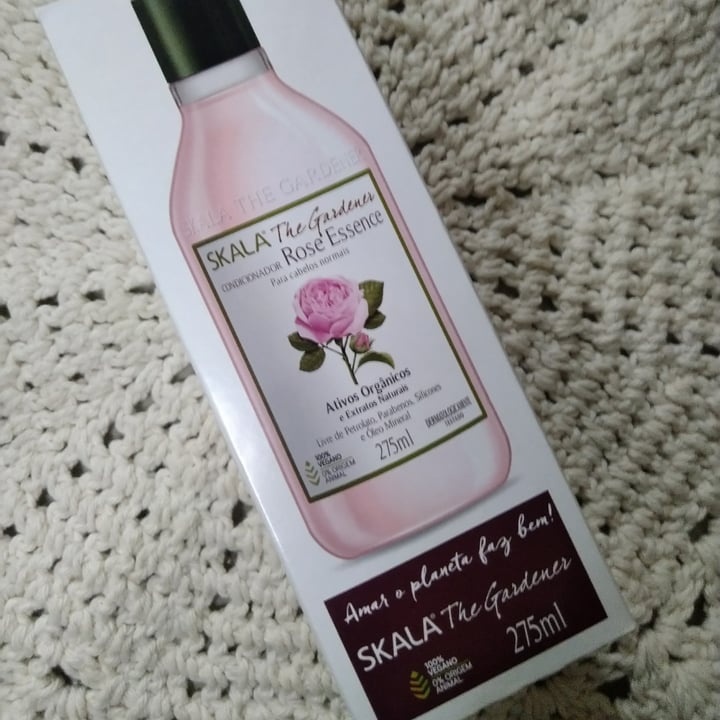 SKALA THE GARDENER
SKALA® The Gardener
CONDICIONADOR Rose Essence
Para cabelos normais
Ativos Orgânicos
e Extratos Naturais
Livre de Petrolato, Parabenos, Silicones
e Óleo Mineral
DERMATOLOGICAMENTE
TESTADO
100%
VEGANO
0% ORIGEM
ANIMAL
275ml
Amar o planeta faz bem!
SKALA® The Gardener
100%
VEGANO
0% ORIGEM
ANIMAL
275ml